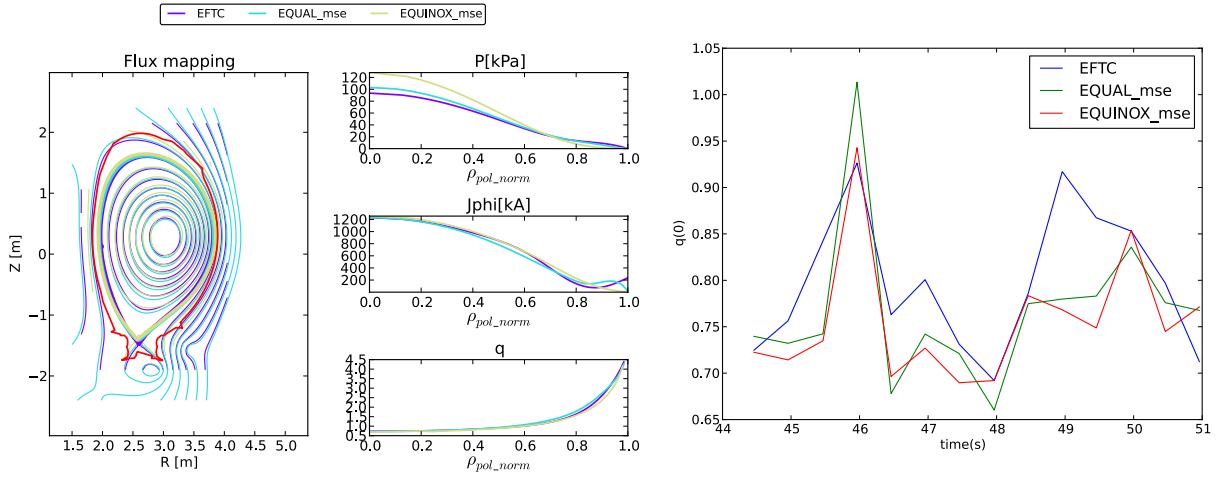 EFTC EQUAL_mse EQUINOX_mse
Flux mapping
Z [m]
2
1
0
−1
−2
1.5 2.0 2.5 3.0 3.5 4.0 4.5 5.0
R [m]
P[kPa]
120
100
80
60
40
20
0
0.0 0.2 0.4 0.6 0.8 1.0
ρpol_norm
Jphi[kA]
1200
1000
800
600
400
200
0.0 0.2 0.4 0.6 0.8 1.0
ρpol_norm
q
4.5
4.0
3.5
3.0
2.5
2.0
1.5
1.0
0.5
0.0 0.2 0.4 0.6 0.8 1.0
ρpol_norm
EFTC
EQUAL_mse
EQUINOX_mse
q(0)
1.05
1.00
0.95
0.90
0.85
0.80
0.75
0.70
0.65
44 45 46 47 48 49 50 51
time(s)